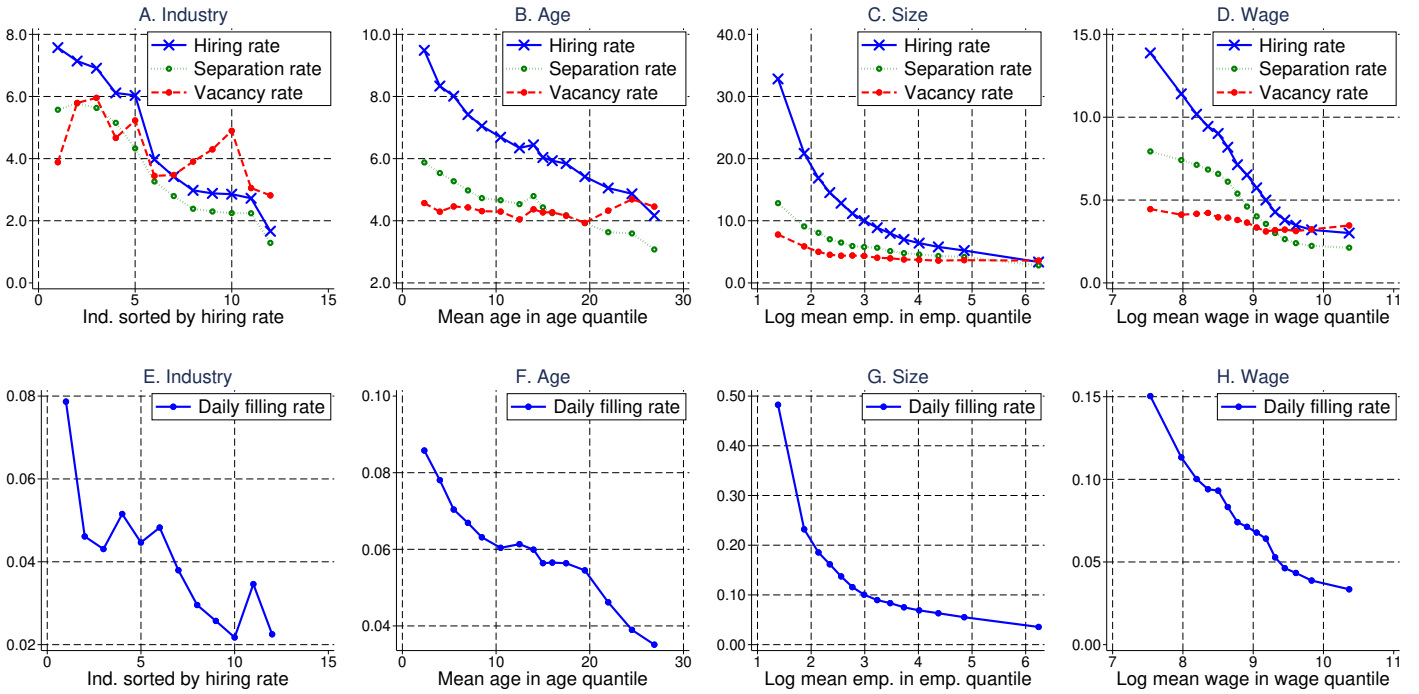 A. Industry
8.0
6.0
4.0
2.0
0.0
0
5
10
15
Hiring rate
Separation rate
Vacancy rate
Ind. sorted by hiring rate
B. Age
10.0
8.0
6.0
4.0
2.0
0
10
20
30
Hiring rate
Separation rate
Vacancy rate
Mean age in age quantile
C. Size
40.0
30.0
20.0
10.0
0.0
1
2
3
4
5
6
Hiring rate
Separation rate
Vacancy rate
Log mean emp. in emp. quantile
D. Wage
15.0
10.0
5.0
0.0
7
8
9
10
11
Hiring rate
Separation rate
Vacancy rate
Log mean wage in wage quantile
E. Industry
0.08
0.06
0.04
0.02
0
5
10
15
Daily filling rate
Ind. sorted by hiring rate
F. Age
0.10
0.08
0.06
0.04
0
10
20
30
Daily filling rate
Mean age in age quantile
G. Size
0.50
0.40
0.30
0.20
0.10
0.00
1
2
3
4
5
6
Daily filling rate
Log mean emp. in emp. quantile
H. Wage
0.15
0.10
0.05
0.00
7
8
9
10
11
Daily filling rate
Log mean wage in wage quantile